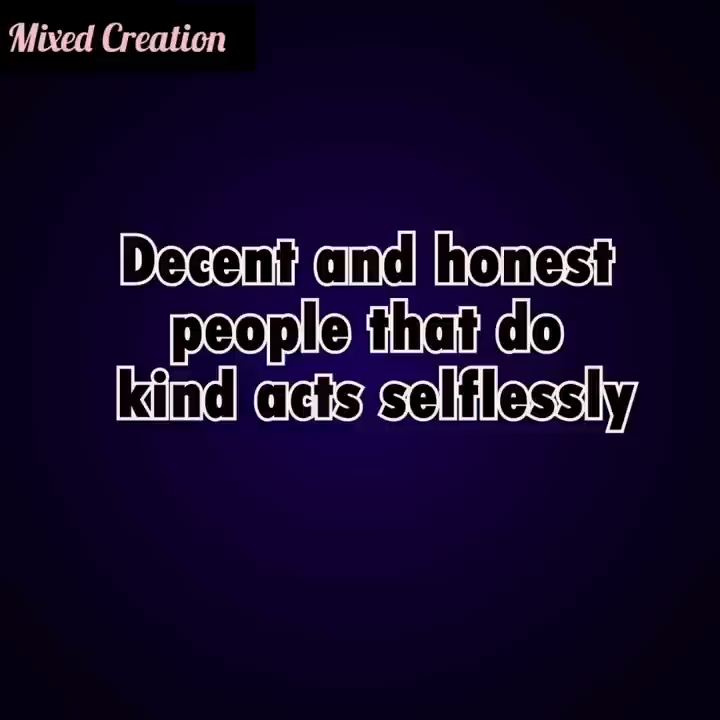 Mixed Creation
Decent and honest
people that do
kind acts selflessly